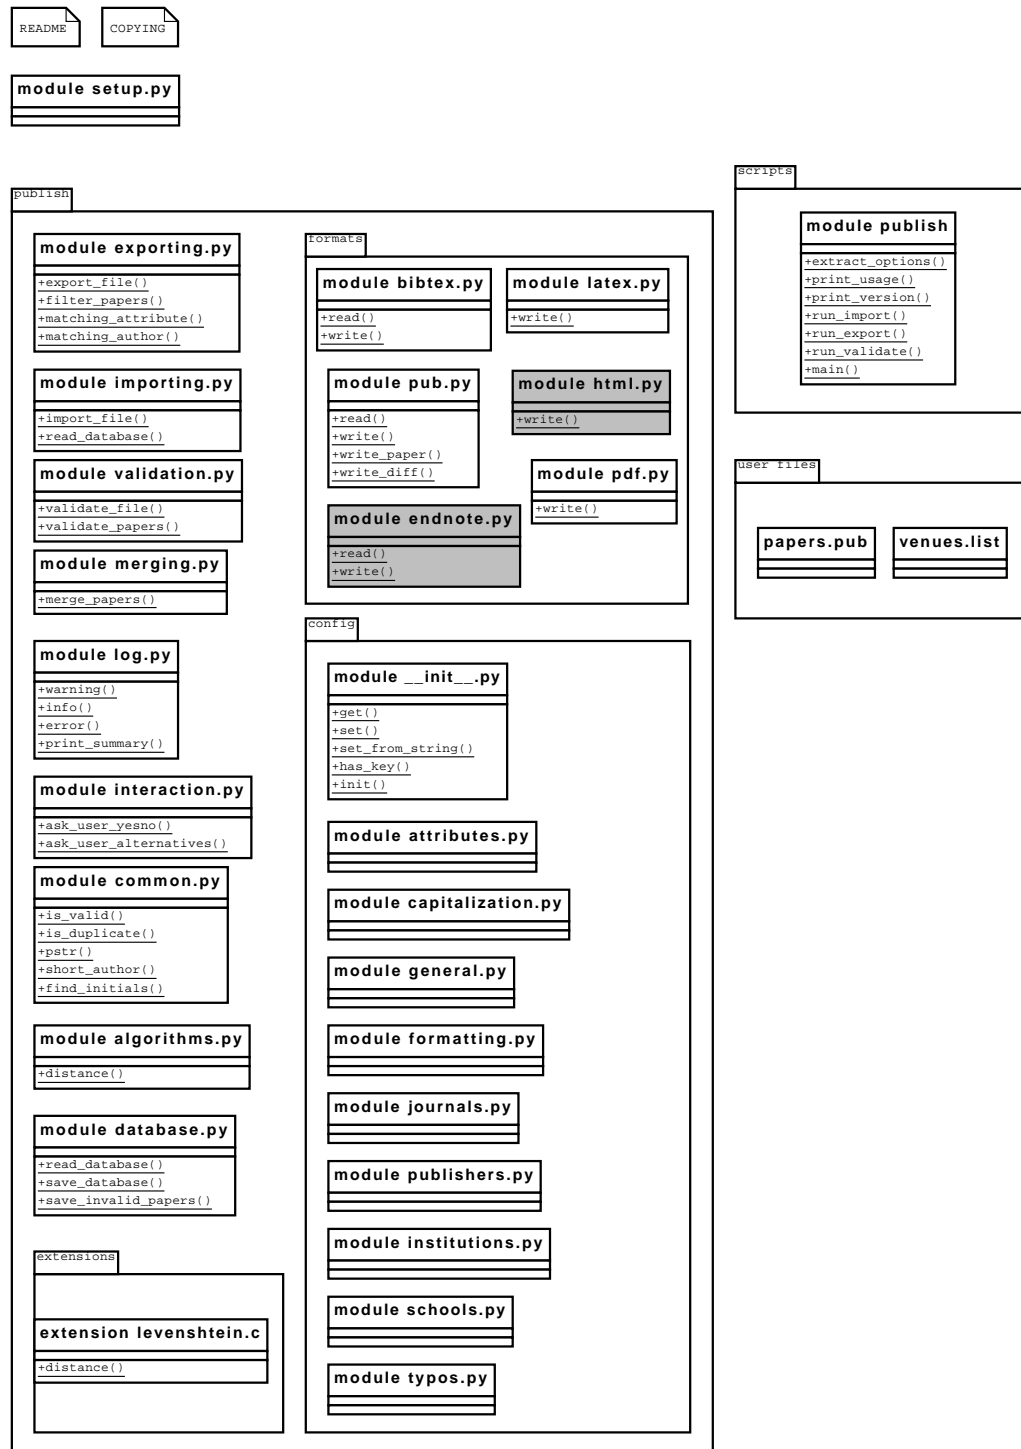 README
COPYING
module setup.py
publish
module exporting.py
+export_file()
+filter_papers()
+matching_attribute()
+matching_author()
module importing.py
+import_file()
+read_database()
module validation.py
+validate_file()
+validate_papers()
module merging.py
+merge_papers()
module log.py
+warning()
+info()
+error()
+print_summary()
module interaction.py
+ask_user_yesno()
+ask_user_alternatives()
module common.py
+is_valid()
+is_duplicate()
+pstr()
+short_author()
+find_initials()
module algorithms.py
+distance()
module database.py
+read_database()
+save_database()
+save_invalid_papers()
extensions
extension levenshtein.c
+distance()
formats
module bibtex.py
+read()
+write()
module latex.py
+write()
module pub.py
+read()
+write()
+write_paper()
+write_diff()
module html.py
+write()
module pdf.py
+write()
module endnote.py
+read()
+write()
config
module __init__.py
+get()
+set()
+set_from_string()
+has_key()
+init()
module attributes.py
module capitalization.py
module general.py
module formatting.py
module journals.py
module publishers.py
module institutions.py
module schools.py
module typos.py
scripts
module publish
+extract_options()
+print_usage()
+print_version()
+run_import()
+run_export()
+run_validate()
+main()
user files
papers.pub
venues.list